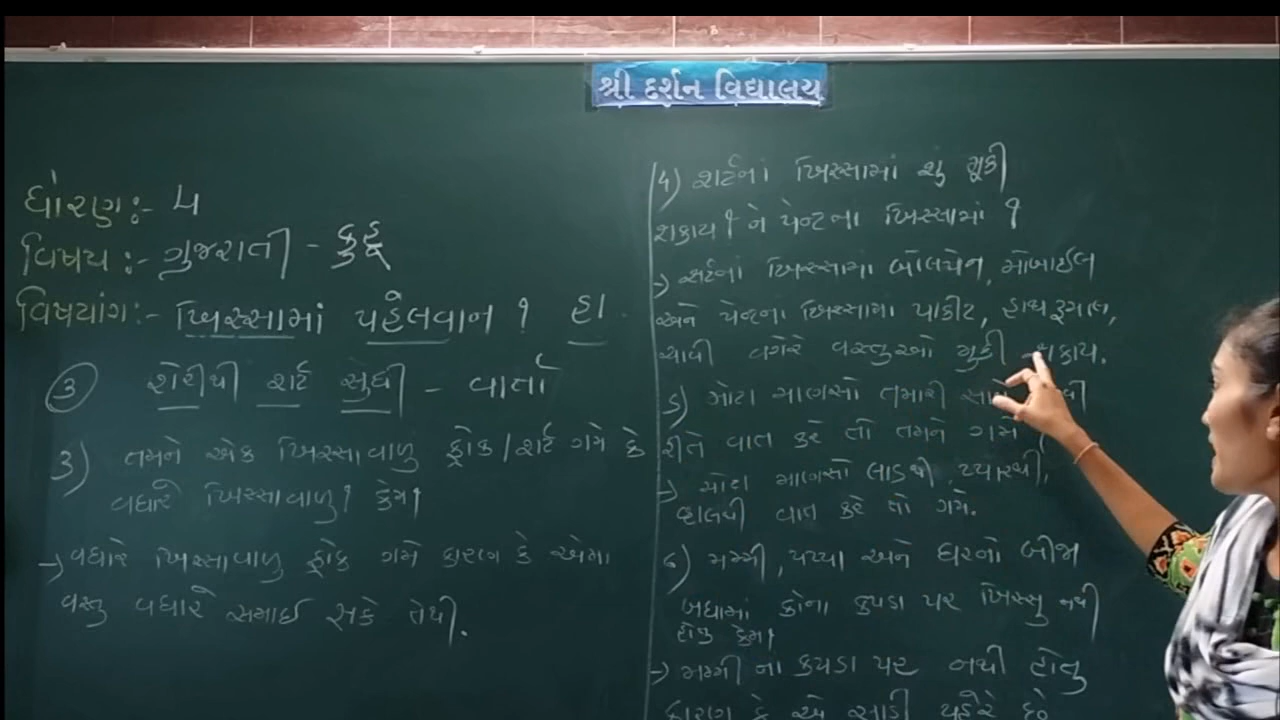 શ્રી દર્શન વિદ્યાલય
ધોરણ:- ૫
વિષય :- ગુજરાતી - કુહૂ
વિષયાંગ:- ખિસ્સામાં પહેલવાન ? હા.
③ શેરીથી શર્ટ સુધી - વાર્તા
3) તમને એક ખિસ્સાવાળુ ફ્રોક/શર્ટ ગમે કે
વધારે ખિસ્સાવાળુ? કેમ?
→ વધારે ખિસ્સાવાળુ ફ્રોક ગમે કારણ કે એમા
વસ્તુ વધારે સમાઈ સકે તેથી.
4) શર્ટનાં ખિસ્સામાં શું મૂકી
શકાય? ને પેન્ટના ખિસ્સામાં ?
→ શર્ટનાં ખિસ્સામાં બોલપેન, મોબાઈલ
અને પેન્ટના ખિસ્સામા પાકીટ, હાથરૂમાલ,
ચાવી વગેરે વસ્તુઓ મુકી શકાય.
5) મોટા માણસો તમારી
રીતે વાત કરે તો તમને ગમે ?
→ મોટા માણસો લાડથી, પ્યારથી,
વ્હાલથી વાત કરે તો ગમે.
6) મમ્મી, પપ્પા અને ઘરનો બીજા
બધામાં કોના કપડા પર ખિસ્સુ નથી
હોતુ કેમ?
→ મમ્મી ના કપડા પર નથી હોતુ
કારણ કે એ સાડી પહેરે છે